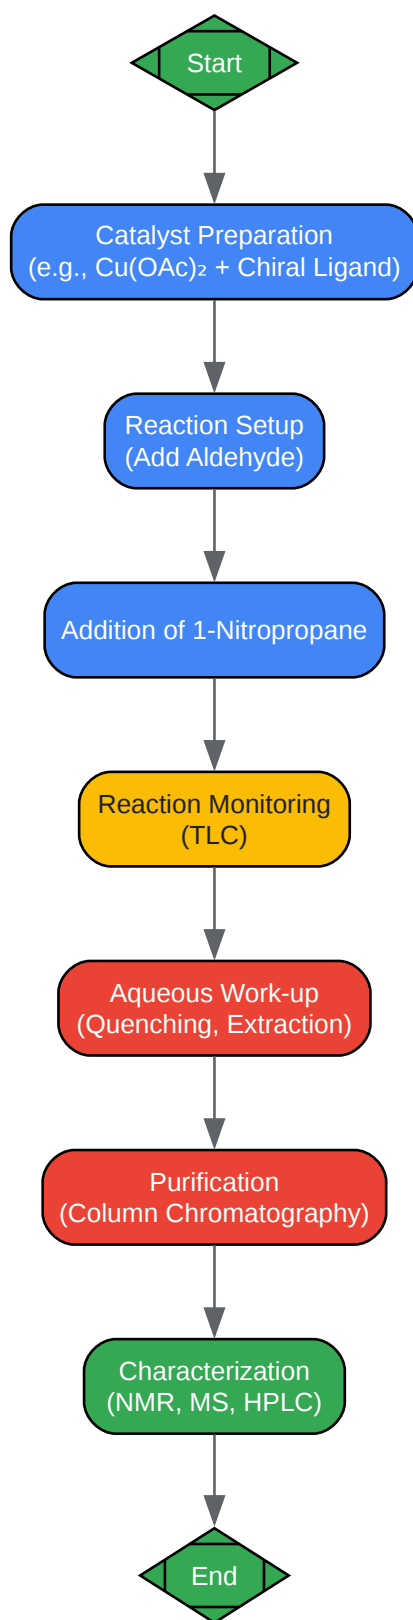 Start
Catalyst Preparation
(e.g., Cu(OAc)₂ + Chiral Ligand)
Reaction Setup
(Add Aldehyde)
Addition of 1-Nitropropane
Reaction Monitoring
(TLC)
Aqueous Work-up
(Quenching, Extraction)
Purification
(Column Chromatography)
Characterization
(NMR, MS, HPLC)
End